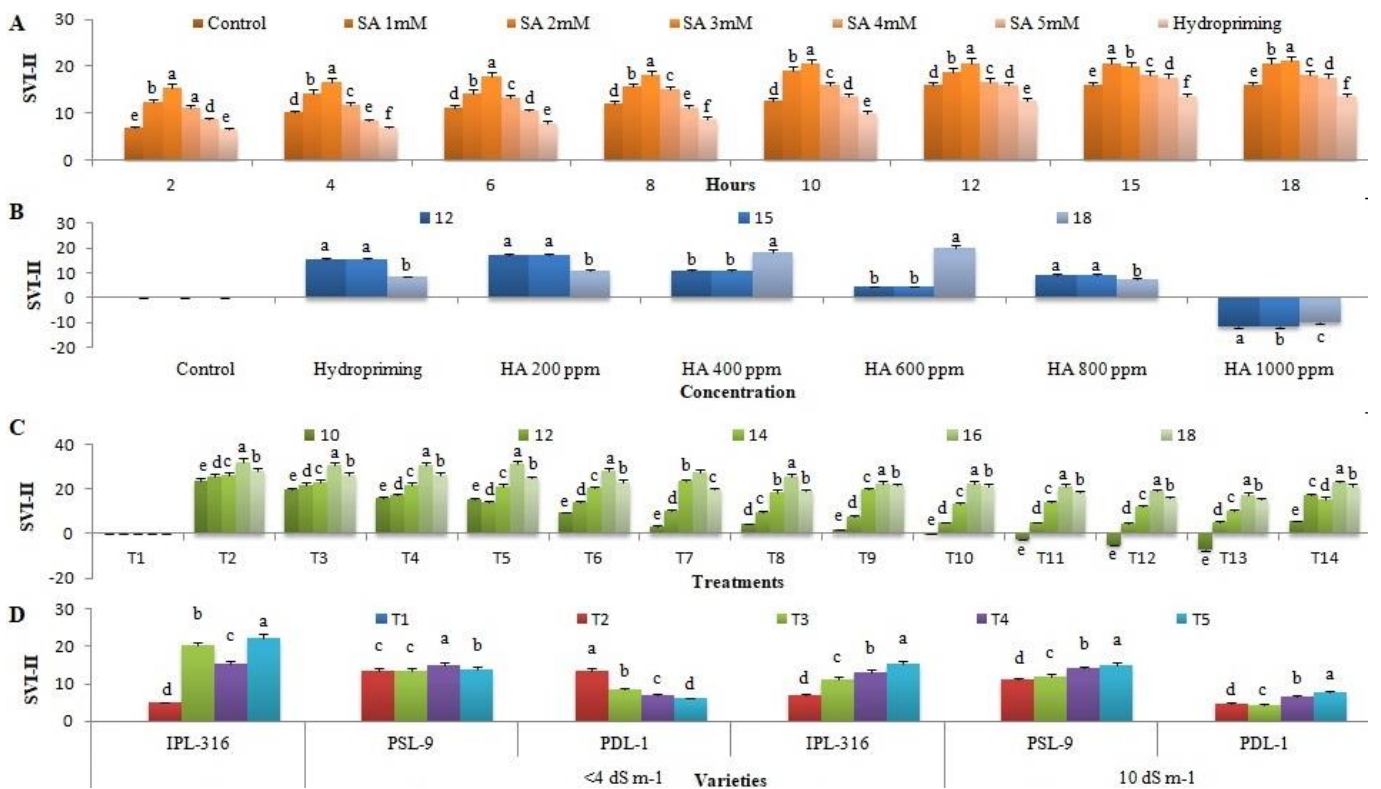 A
30
Control SA 1mM SA 2mM SA 3mM SA 4mM SA 5mM Hydropriming
SVI-II
20
10
0
e b a a d e
d b a c e f
d b a c d e
d b a c e f
d b a c d e
d b a c d e
e a b c d f
e b a c d f
2 4 6 8 10 12 15 18
Hours
B
30
12 15 18
SVI-II
20
10
0
-10
-20
a a b
a a b
b b a
b b a
a a b
a b c
Control Hydropriming HA 200 ppm HA 400 ppm HA 600 ppm HA 800 ppm HA 1000 ppm
Concentration
C
40
10 12 14 16 18
SVI-II
20
0
-20
e d c a b
e d c a b
e d c a b
e d c a b
e d c a b
e d b a c
e d b a c
e d c a b
e d c a b
e d c a b
e d c a b
e d c a b
e d c a b
T1 T2 T3 T4 T5 T6 T7 T8 T9 T10 T11 T12 T13 T14
Treatments
D
30
T1 T2 T3 T4 T5
SVI-II
20
10
0
d b c a
c c a b
a b c d
d c b a
d c b a
d c b a
IPL-316 PSL-9 PDL-1 IPL-316 PSL-9 PDL-1
<4 dS m-1 10 dS m-1
Varieties